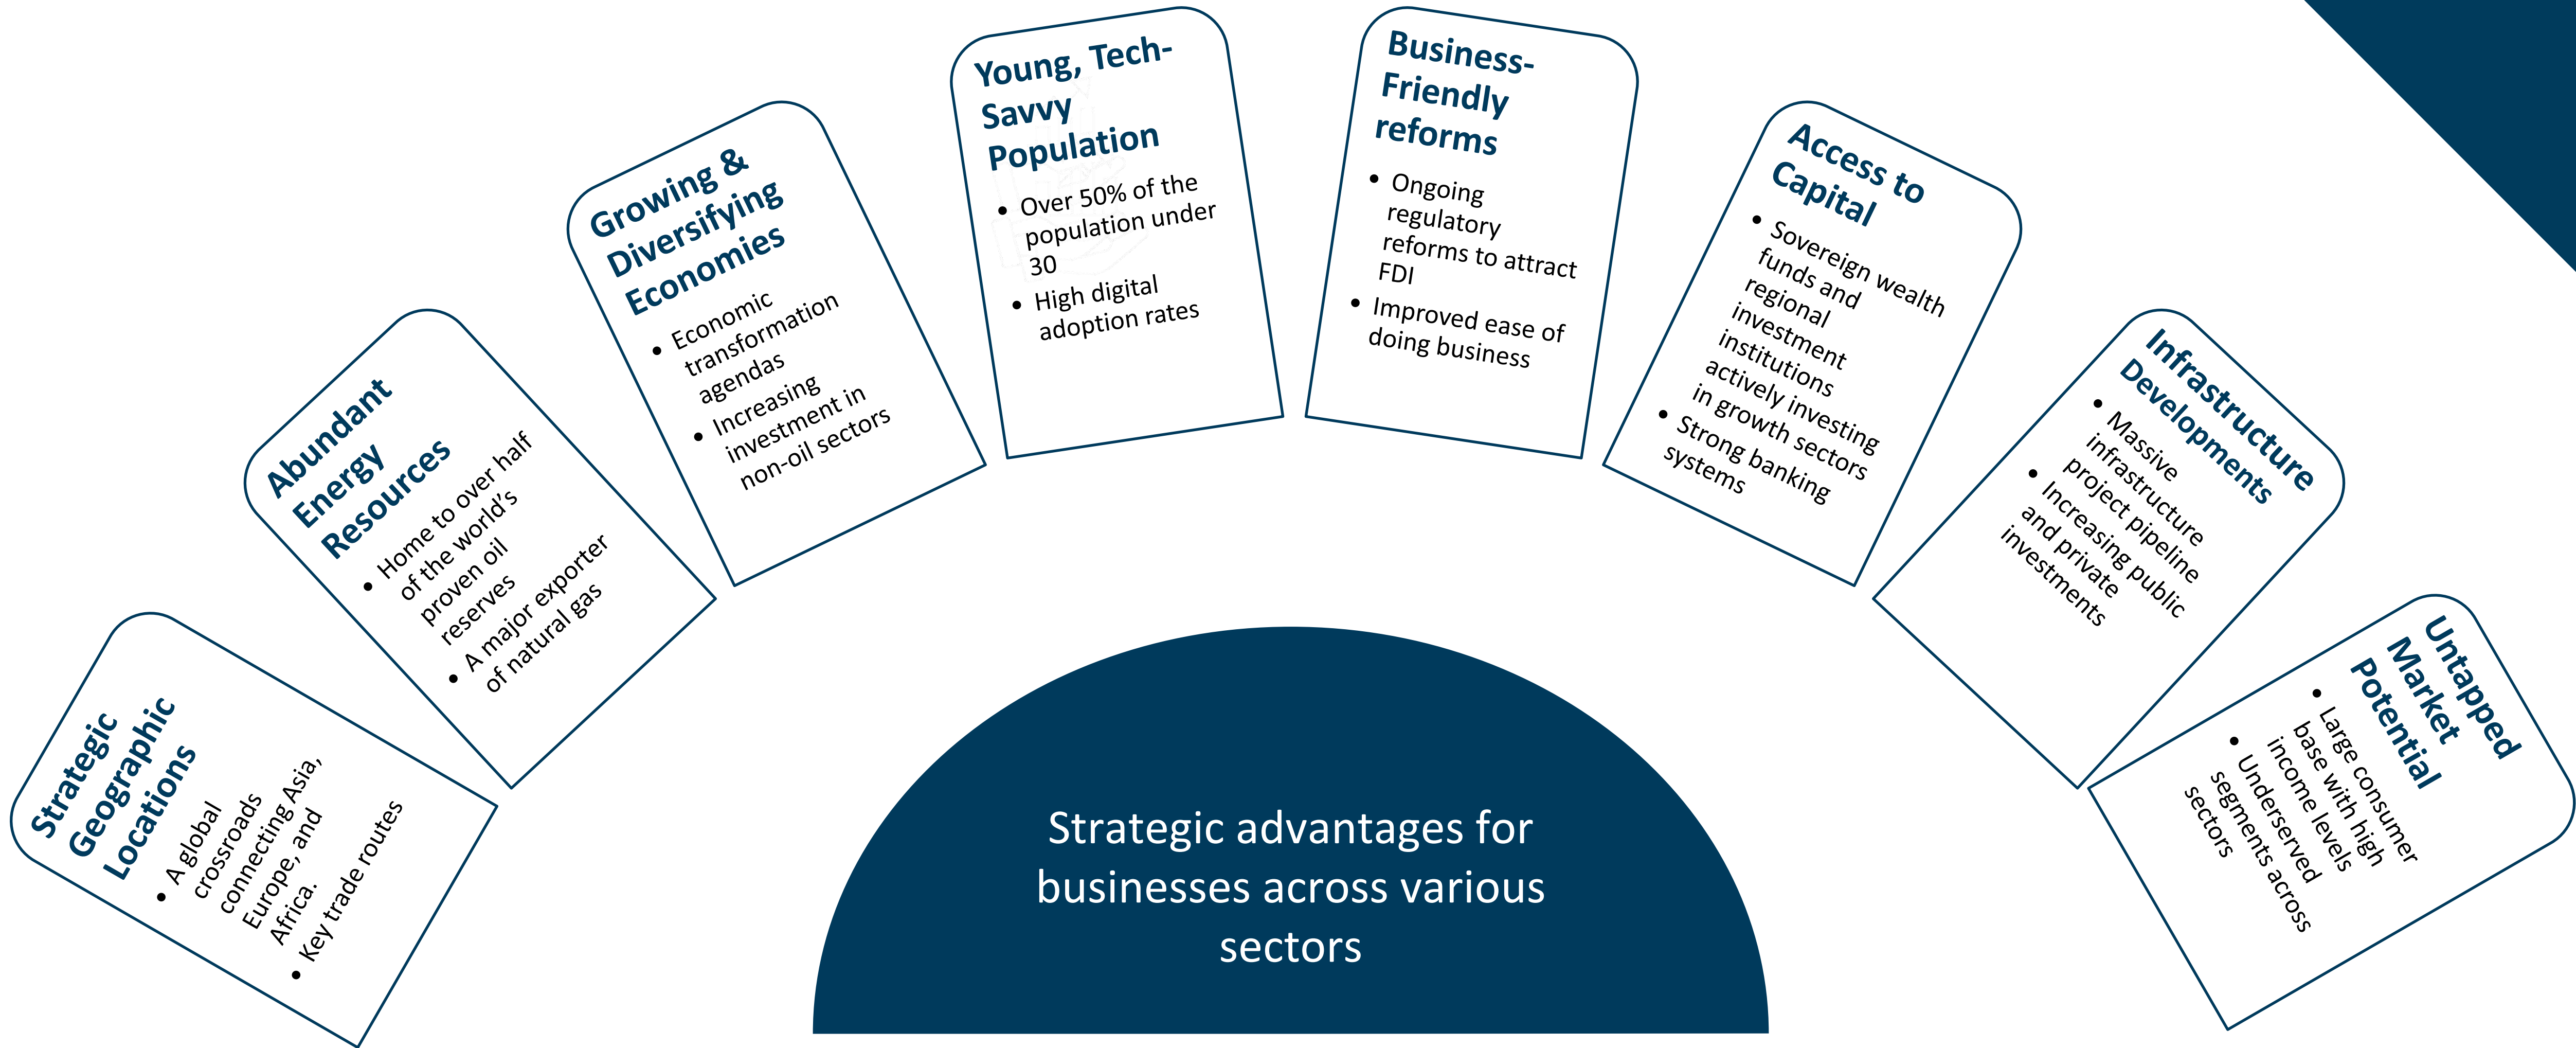 Strategic
Geographic
Locations
• A global
crossroads
connecting Asia,
Europe, and
Africa.
• Key trade routes
Abundant
Energy
Resources
• Home to over half
of the world's
proven oil
reserves
• A major exporter
of natural gas
Growing &
Diversifying
Economies
• Economic
transformation
agendas
• Increasing
investment in
non-oil sectors
Young, Tech-
Savvy
Population
• Over 50% of the
population under
30
• High digital
adoption rates
Business-
Friendly
reforms
• Ongoing
regulatory
reforms to attract
FDI
• Improved ease of
doing business
Access to
Capital
• Sovereign wealth
funds and
regional
investment
institutions
actively investing
in growth sectors
• Strong banking
systems
Infrastructure
Developments
• Massive
infrastructure
project pipeline
• Increasing public
and private
investments
Untapped
Market
Potential
• Large consumer
base with high
income levels
• Underserved
segments across
sectors
Strategic advantages for
businesses across various
sectors